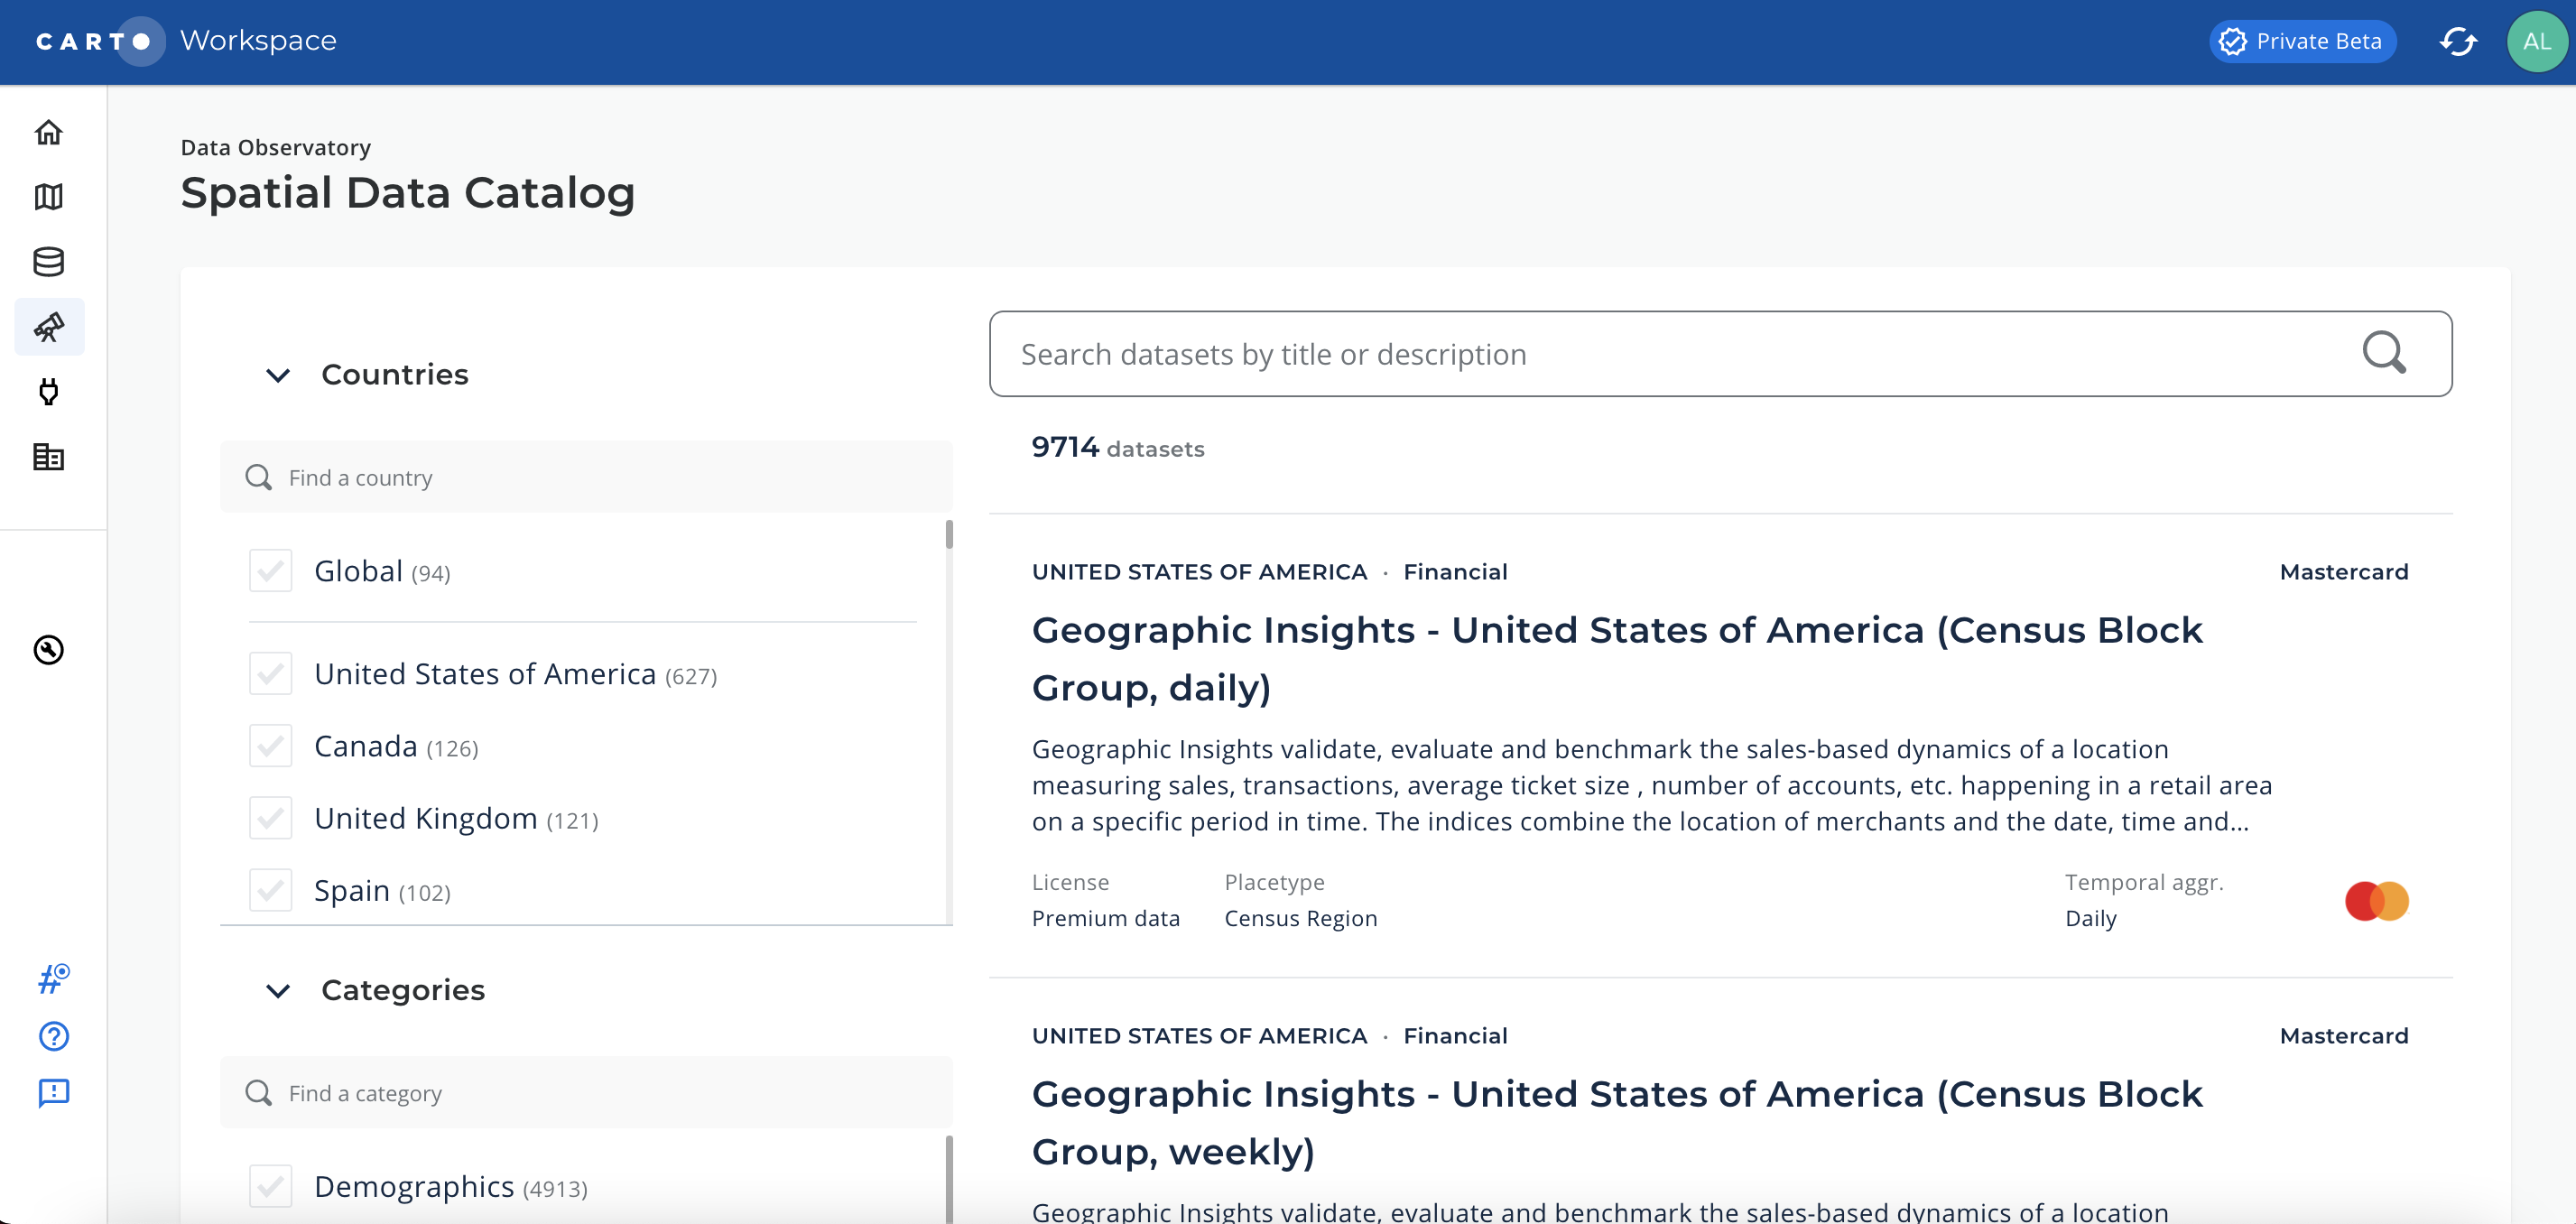 CARTO Workspace
Private Beta
AL
Data Observatory
Spatial Data Catalog
Countries
Find a country
Global (94)
United States of America (627)
Canada (126)
United Kingdom (121)
Spain (102)
Categories
Find a category
Demographics (4913)
Search datasets by title or description
9714 datasets
UNITED STATES OF AMERICA · Financial
Mastercard
Geographic Insights - United States of America (Census Block
Group, daily)
Geographic Insights validate, evaluate and benchmark the sales-based dynamics of a location
measuring sales, transactions, average ticket size , number of accounts, etc. happening in a retail area
on a specific period in time. The indices combine the location of merchants and the date, time and...
License
Premium data
Placetype
Census Region
Temporal aggr.
Daily
UNITED STATES OF AMERICA · Financial
Mastercard
Geographic Insights - United States of America (Census Block
Group, weekly)
Geographic Insights validate, evaluate and benchmark the sales-based dynamics of a location